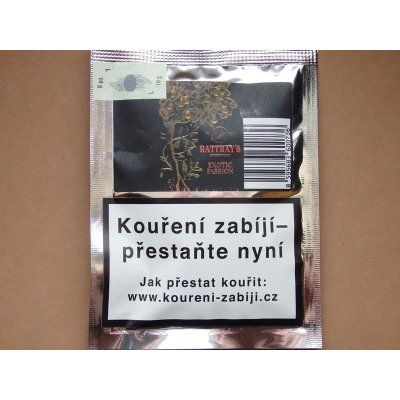 RATTRAY'S
EXOTIC
PASSION
Kouření zabíjí–
přestaňte nyní
Jak přestat kouřit:
www.koureni-zabiji.cz